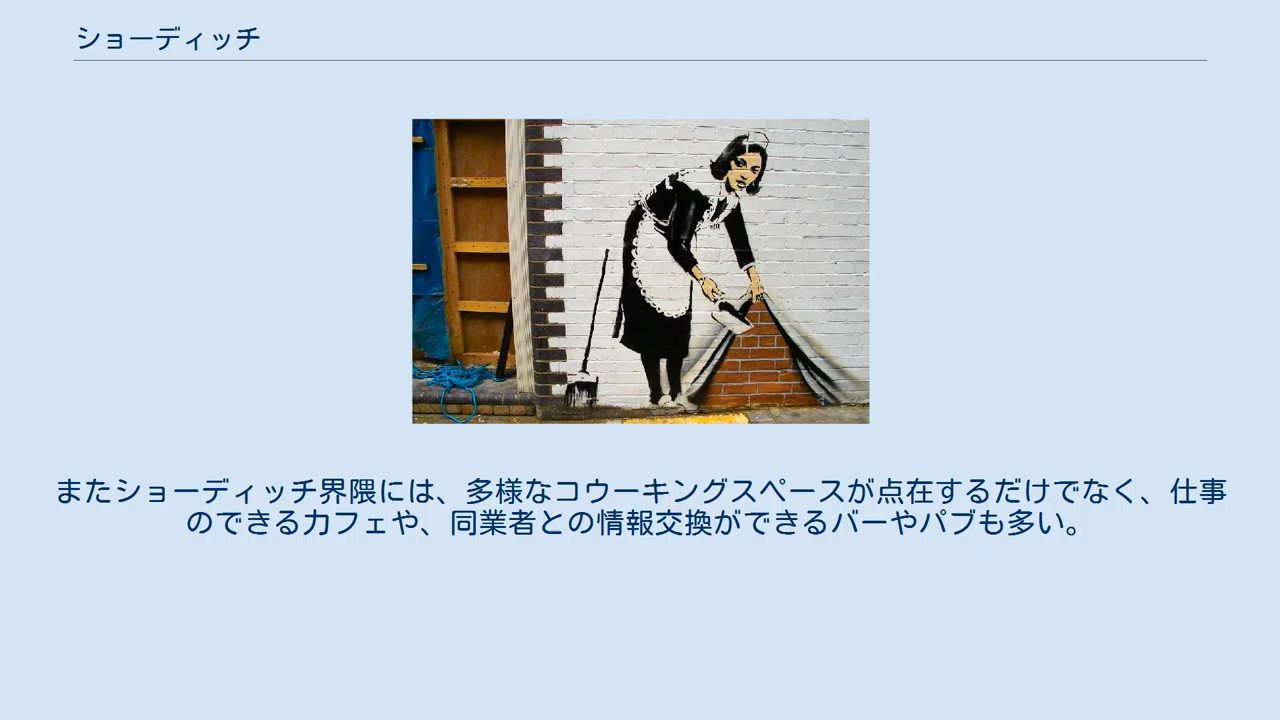 ショーディッチ
またショーディッチ界隈には、多様なコウーキングスペースが点在するだけでなく、仕事
のできる力フェや、同業者との情報交換ができるバーやパブも多い。